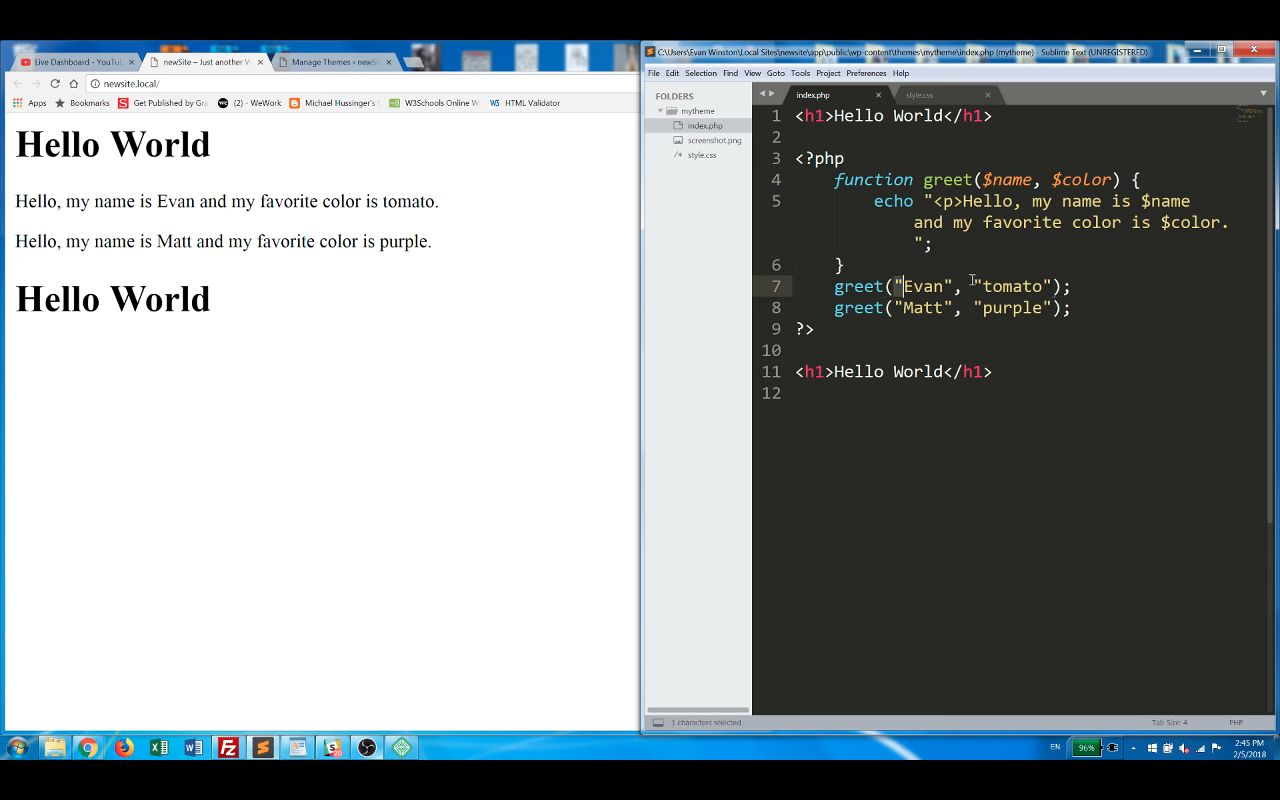 Live Dashboard - YouTub
newSite – Just another W
Manage Themes ‹ newSi
newsite.local/
Apps
Bookmarks
Get Published by Gra
(2) - WeWork
Michael Hussinger's
W3Schools Online W
HTML Validator
Hello World
Hello, my name is Evan and my favorite color is tomato.
Hello, my name is Matt and my favorite color is purple.
Hello World
C:\Users\Evan Winston\Local Sites\newsite\app\public\wp-content\themes\mytheme\index.php (mytheme) - Sublime Text (UNREGISTERED)
File Edit Selection Find View Goto Tools Project Preferences Help
FOLDERS
mytheme
index.php
screenshot.png
/* style.css
index.php
style.css
1 <h1>Hello World</h1>
2
3 <?php
4 function greet($name, $color) {
5 echo "<p>Hello, my name is $name
and my favorite color is $color.
";
6 }
7 greet("Evan", "tomato");
8 greet("Matt", "purple");
9 ?>
10
11 <h1>Hello World</h1>
12
1 characters selected
Tab Size: 4
PHP
EN
96%
2:45 PM
2/5/2018